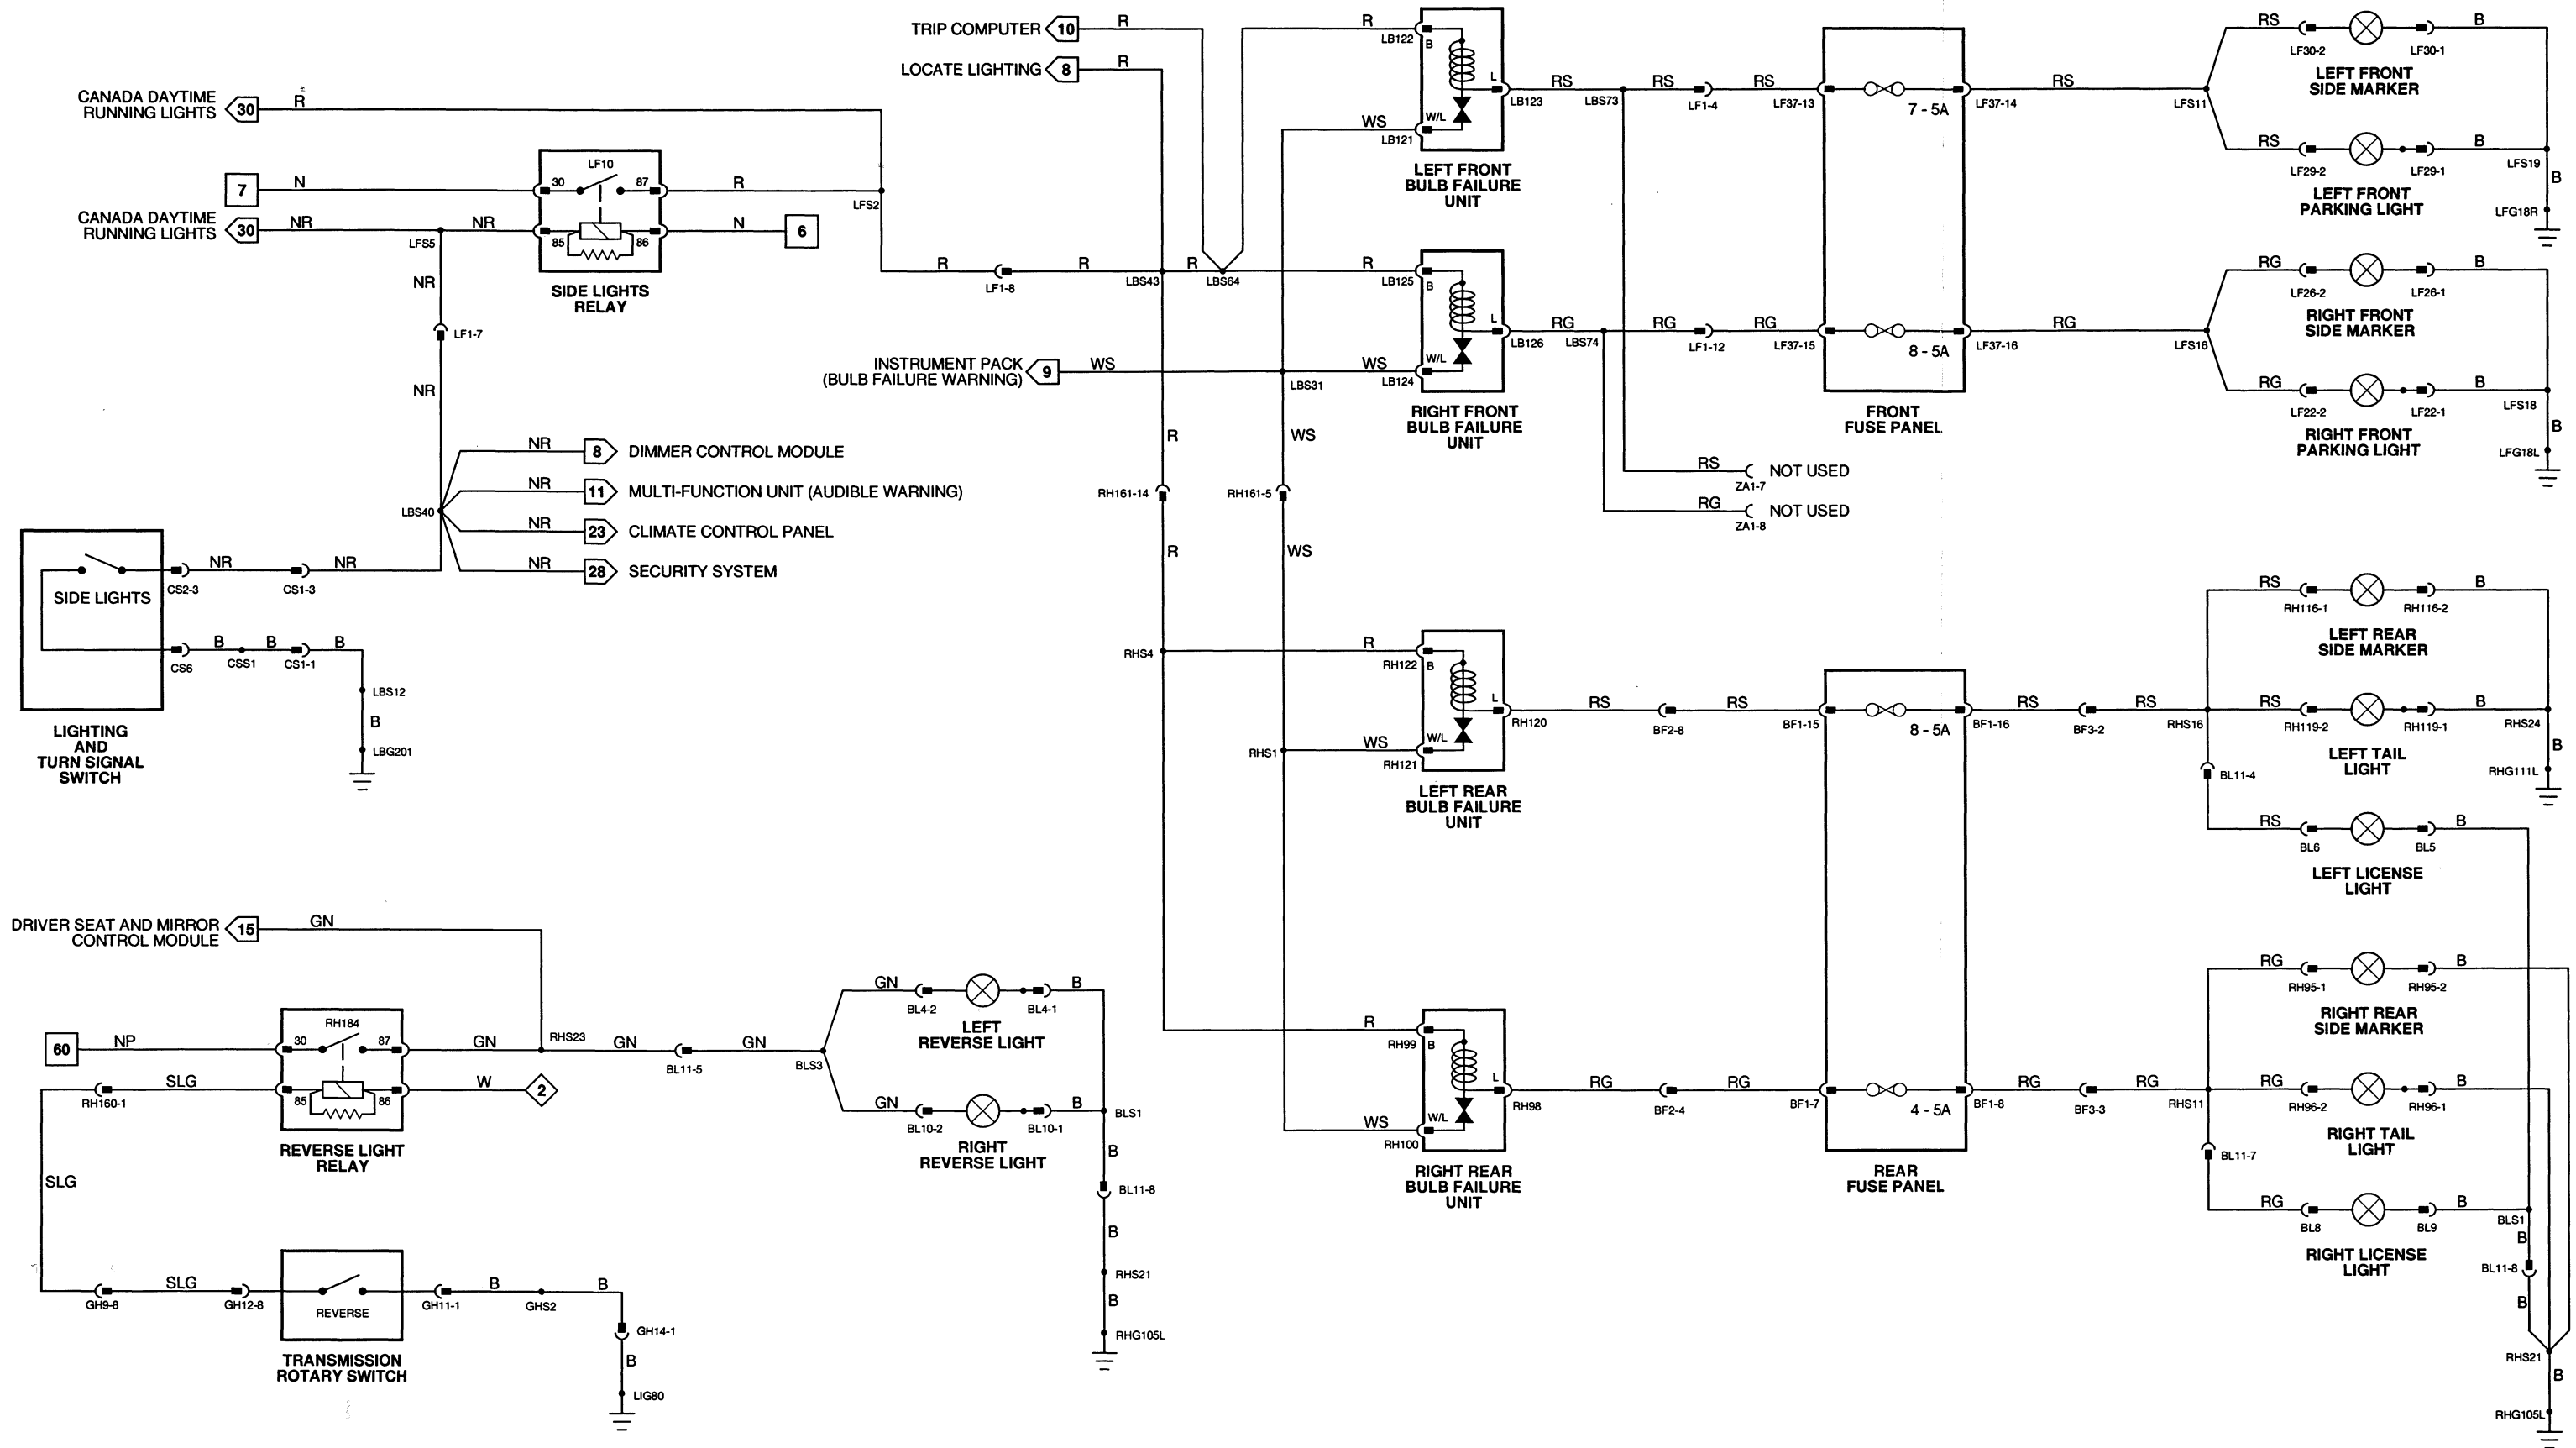 TRIP COMPUTER 10 R
LOCATE LIGHTING 8 R
CANADA DAYTIME
RUNNING LIGHTS 30 R
7 N
LF10
30 87
R
LFS2
CANADA DAYTIME
RUNNING LIGHTS 30 NR
LFS5
NR
85 86
N 6
SIDE LIGHTS
RELAY
NR
LF1-7
NR
R
LF1-8
R
LBS43
R
LBS64
R
INSTRUMENT PACK
(BULB FAILURE WARNING) 9 WS
LBS31
NR 8 DIMMER CONTROL MODULE
NR 11 MULTI-FUNCTION UNIT (AUDIBLE WARNING)
LBS40
NR 23 CLIMATE CONTROL PANEL
NR 28 SECURITY SYSTEM
SIDE LIGHTS
CS2-3
NR
CS1-3
NR
CS6
B
CSS1
B
CS1-1
B
LBS12
B
LBG201
LIGHTING
AND
TURN SIGNAL
SWITCH
R
LB122
B
L
W/L
WS
LB121
LB123
LEFT FRONT
BULB FAILURE
UNIT
RS
LBS73
RS
LF1-4
RS
LF37-13
7 - 5A
LF37-14
RS
LFS11
RS
LF30-2
LF30-1
B
LEFT FRONT
SIDE MARKER
RS
LF29-2
LF29-1
B
LFS19
B
LEFT FRONT
PARKING LIGHT
LFG18R
LB125
B
L
W/L
WS
LB124
LB126
RIGHT FRONT
BULB FAILURE
UNIT
RG
LBS74
RG
LF1-12
RG
LF37-15
8 - 5A
LF37-16
FRONT
FUSE PANEL
RG
LFS16
RG
LF26-2
LF26-1
B
RIGHT FRONT
SIDE MARKER
RG
LF22-2
LF22-1
B
LFS18
B
RIGHT FRONT
PARKING LIGHT
LFG18L
RS
ZA1-7
NOT USED
RG
ZA1-8
NOT USED
R
WS
RH161-14
RH161-5
R
WS
RHS4
R
RH122
B
L
W/L
RHS1
WS
RH121
RH120
LEFT REAR
BULB FAILURE
UNIT
RS
BF2-8
RS
BF1-15
8 - 5A
BF1-16
RS
BF3-2
RS
RHS16
RS
RH116-1
RH116-2
B
LEFT REAR
SIDE MARKER
RS
RH119-2
RH119-1
B
RHS24
B
LEFT TAIL
LIGHT
RHG111L
BL11-4
RS
BL6
BL5
B
LEFT LICENSE
LIGHT
DRIVER SEAT AND MIRROR
CONTROL MODULE 15 GN
60 NP
RH184
30 87
GN
RHS23
GN
BL11-5
GN
BLS3
SLG
RH160-1
85 86
W 2
REVERSE LIGHT
RELAY
GN
BL4-2
BL4-1
B
LEFT
REVERSE LIGHT
GN
BL10-2
BL10-1
B
BLS1
RIGHT
REVERSE LIGHT
B
BL11-8
B
RHS21
B
RHG105L
SLG
GH9-8
SLG
GH12-8
REVERSE
GH11-1
B
GHS2
B
GH14-1
B
LIG80
TRANSMISSION
ROTARY SWITCH
R
RH99
B
L
W/L
WS
RH100
RH98
RIGHT REAR
BULB FAILURE
UNIT
RG
BF2-4
RG
BF1-7
4 - 5A
BF1-8
REAR
FUSE PANEL
RG
BF3-3
RG
RHS11
RG
RH95-1
RH95-2
B
RIGHT REAR
SIDE MARKER
RG
RH96-2
RH96-1
B
RIGHT TAIL
LIGHT
BL11-7
RG
BL8
BL9
B
BLS1
RIGHT LICENSE
LIGHT
B
BL11-8
B
RHS21
B
RHG105L